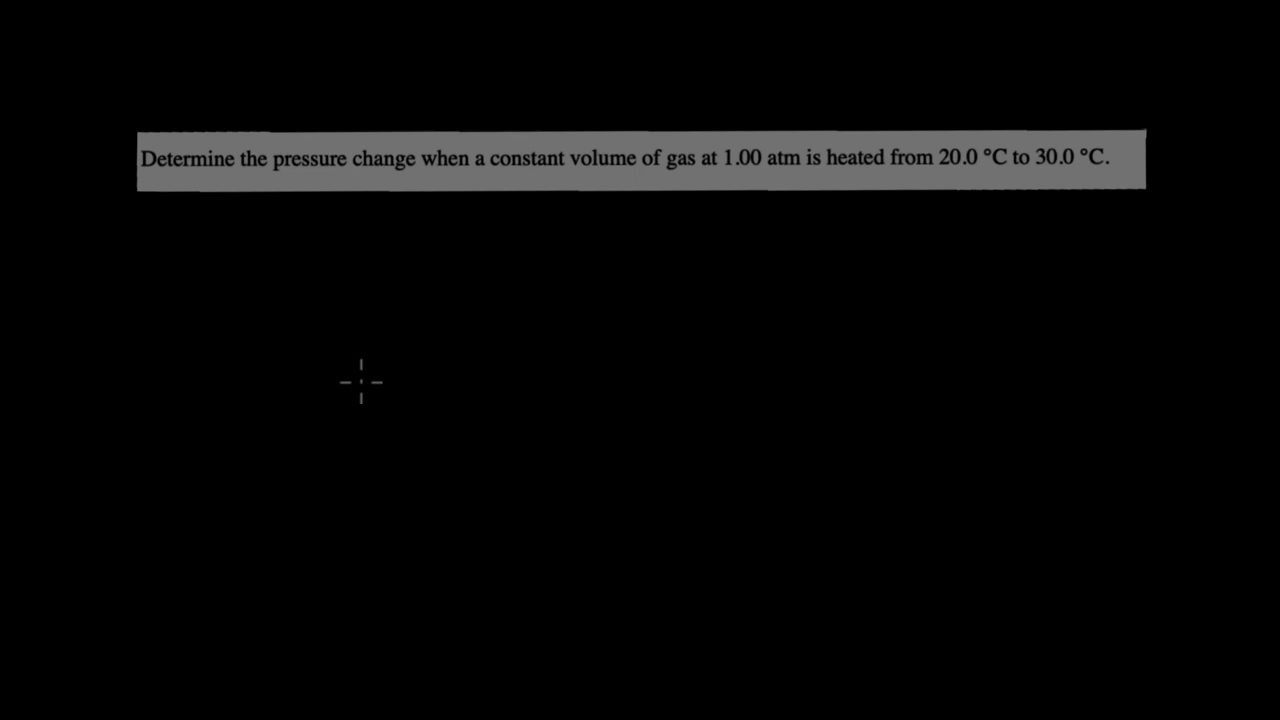 Determine the pressure change when a constant volume of gas at 1.00 atm is heated from 20.0 °C to 30.0 °C.